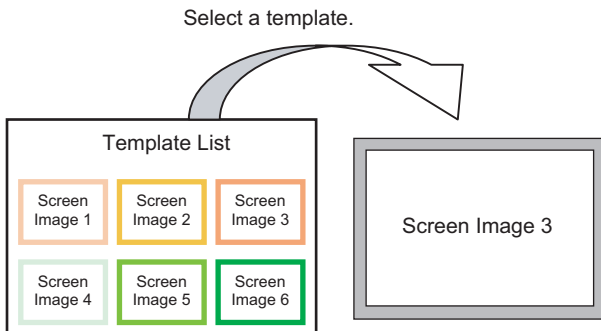 Select a template.
Template List
Screen
Image 1
Screen
Image 2
Screen
Image 3
Screen
Image 4
Screen
Image 5
Screen
Image 6
Screen Image 3